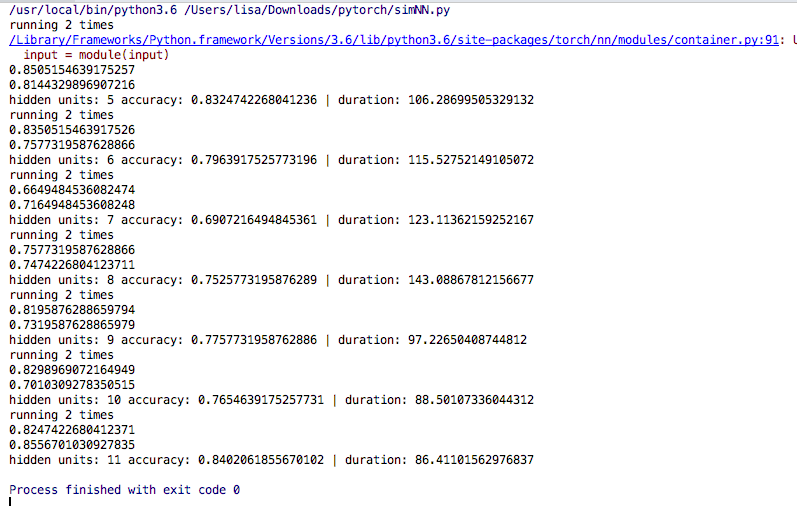 /usr/local/bin/python3.6 /Users/lisa/Downloads/pytorch/simNN.py
running 2 times
/Library/Frameworks/Python.framework/Versions/3.6/lib/python3.6/site-packages/torch/nn/modules/container.py:91: U
input = module(input)
0.8505154639175257
0.8144329896907216
hidden units: 5 accuracy: 0.8324742268041236 | duration: 106.28699505329132
running 2 times
0.8350515463917526
0.7577319587628866
hidden units: 6 accuracy: 0.7963917525773196 | duration: 115.52752149105072
running 2 times
0.6649484536082474
0.7164948453608248
hidden units: 7 accuracy: 0.6907216494845361 | duration: 123.11362159252167
running 2 times
0.7577319587628866
0.7474226804123711
hidden units: 8 accuracy: 0.7525773195876289 | duration: 143.08867812156677
running 2 times
0.8195876288659794
0.7319587628865979
hidden units: 9 accuracy: 0.7757731958762886 | duration: 97.22650408744812
running 2 times
0.8298969072164949
0.7010309278350515
hidden units: 10 accuracy: 0.7654639175257731 | duration: 88.50107336044312
running 2 times
0.8247422680412371
0.8556701030927835
hidden units: 11 accuracy: 0.8402061855670102 | duration: 86.41101562976837
Process finished with exit code 0